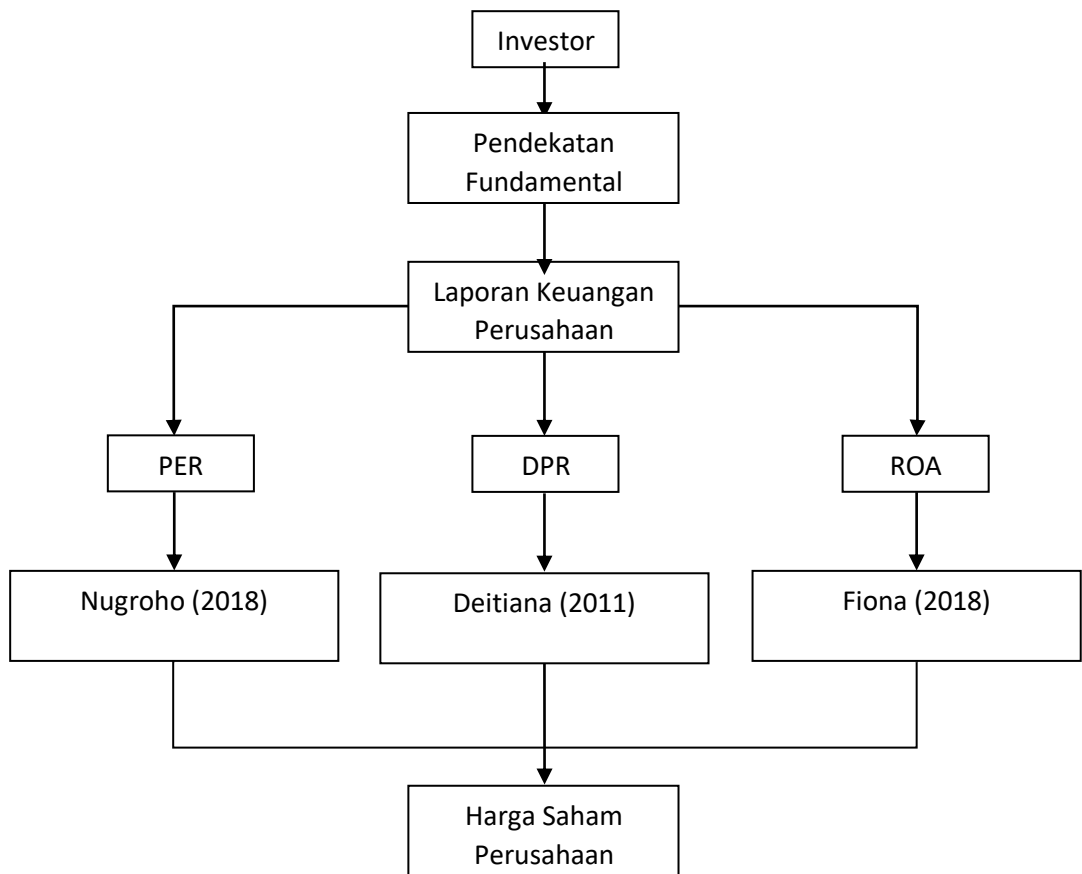 Investor
Pendekatan
Fundamental
Laporan Keuangan
Perusahaan
PER
DPR
ROA
Nugroho (2018)
Deitiana (2011)
Fiona (2018)
Harga Saham
Perusahaan